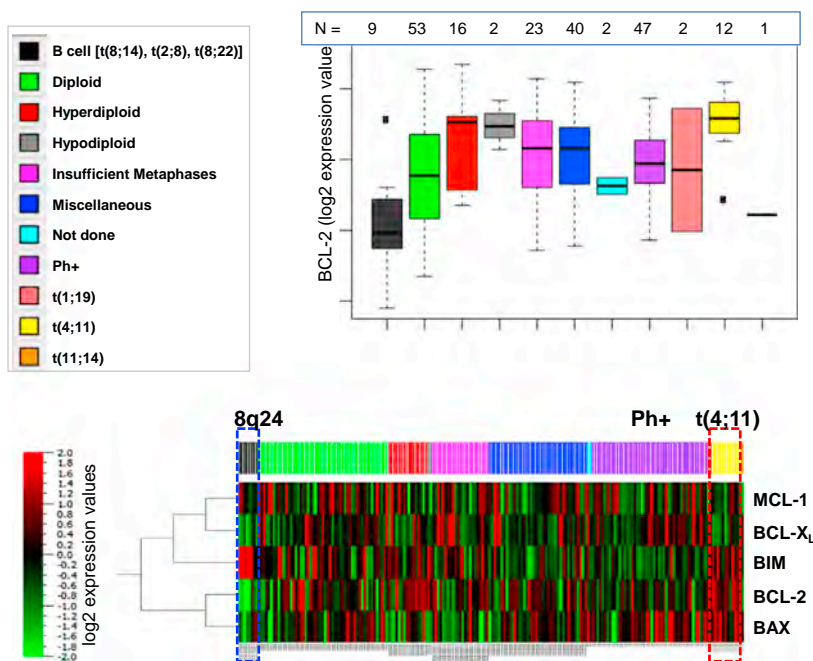 N = 9 53 16 2 23 40 2 47 2 12 1
B cell [t(8;14), t(2;8), t(8;22)]
Diploid
Hyperdiploid
Hypodiploid
Insufficient Metaphases
Miscellaneous
Not done
Ph+
t(1;19)
t(4;11)
t(11;14)
BCL-2 (log2 expression value
8q24
Ph+ t(4;11)
2.0
1.8
1.6
1.4
1.2
1.0
0.8
0.6
0.4
0.2
0.0
-0.2
-0.4
-0.6
-0.8
-1.0
-1.2
-1.4
-1.6
-1.8
-2.0
log2 expression values
MCL-1
BCL-XL
BIM
BCL-2
BAX